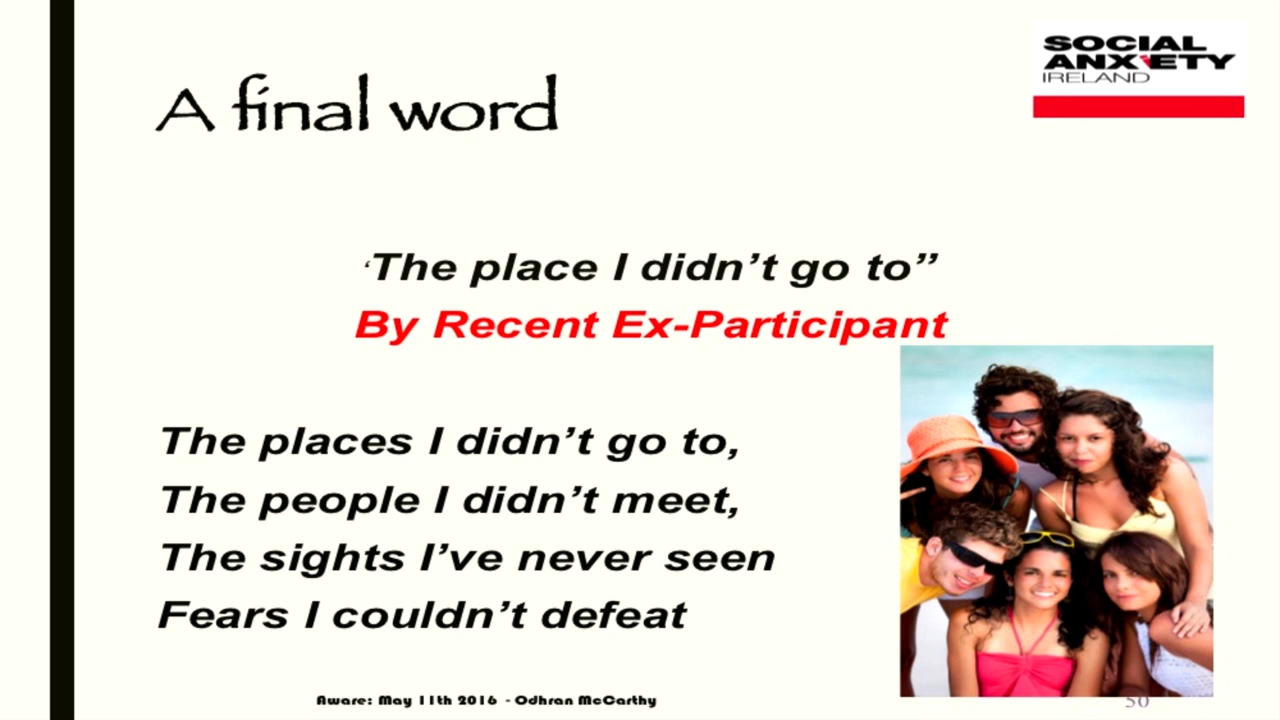 SOCIAL
ANXIETY
IRELAND
A final word
‘The place I didn’t go to”
By Recent Ex-Participant
The places I didn’t go to,
The people I didn’t meet,
The sights I’ve never seen
Fears I couldn’t defeat
Aware: May 11th 2016 - Odhran McCarthy
50